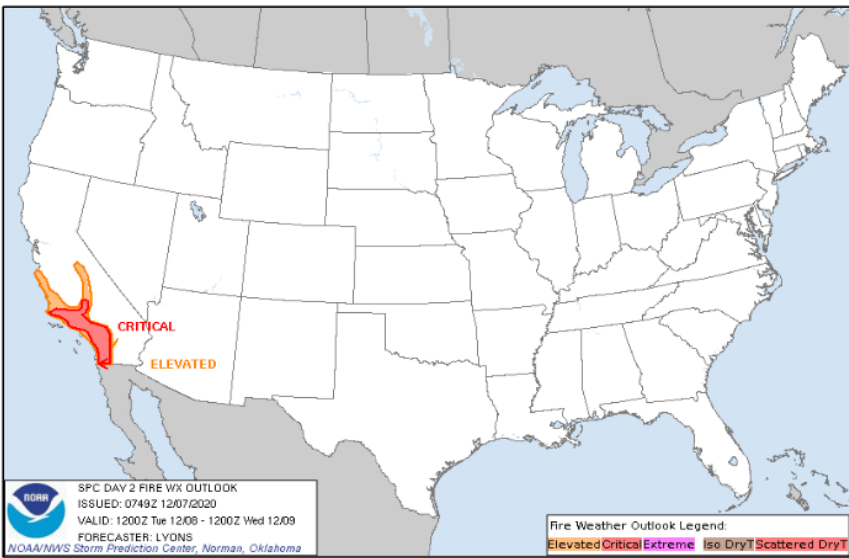 CRITICAL
ELEVATED
NOAA
SPC DAY 2 FIRE WX OUTLOOK
ISSUED: 0749Z 12/07/2020
VALID: 1200Z Tue 12/08 - 1200Z Wed 12/09
FORECASTER: LYONS
NOAA/NWS Storm Prediction Center, Norman, Oklahoma
Fire Weather Outlook Legend:
Elevated Critical Extreme Iso DryT Scattered DryT